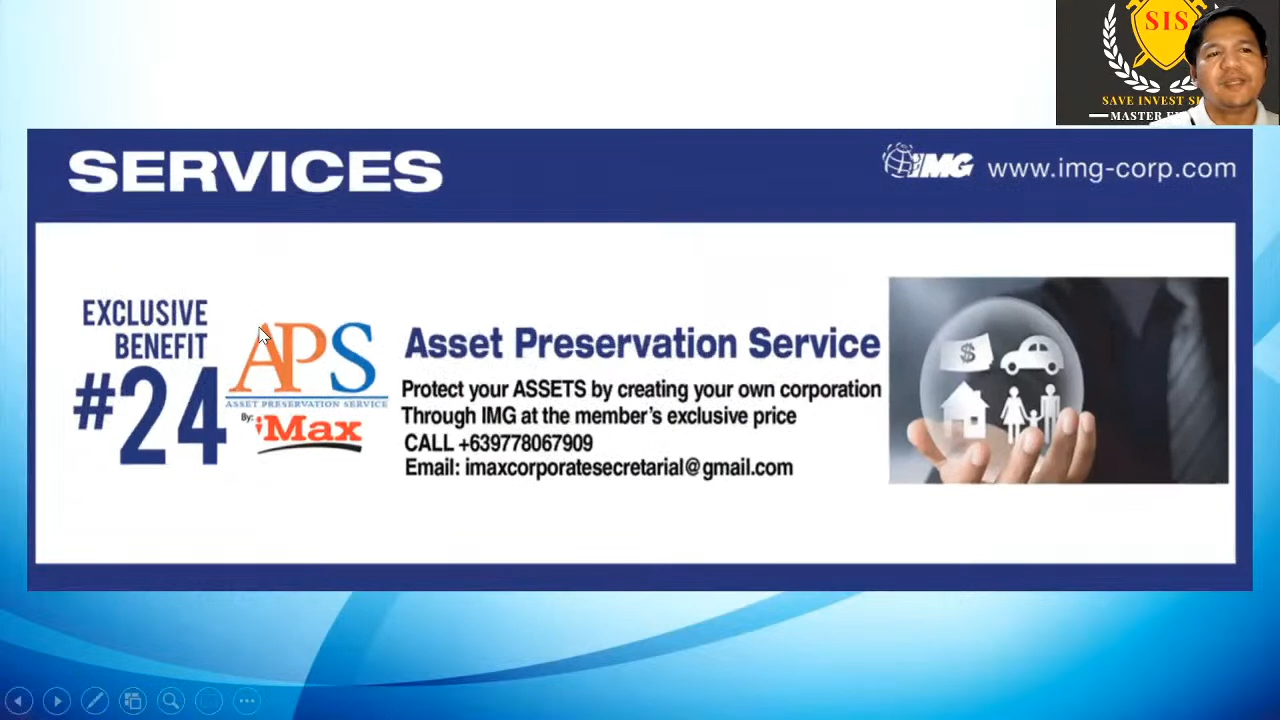 SIS
SAVE INVEST
MASTER
SERVICES
IMG www.img-corp.com
EXCLUSIVE
BENEFIT
#24
APS
ASSET PRESERVATION SERVICE
By: iMax
Asset Preservation Service
Protect your ASSETS by creating your own corporation
Through IMG at the member's exclusive price
CALL +639778067909
Email: imaxcorporatesecretarial@gmail.com
$